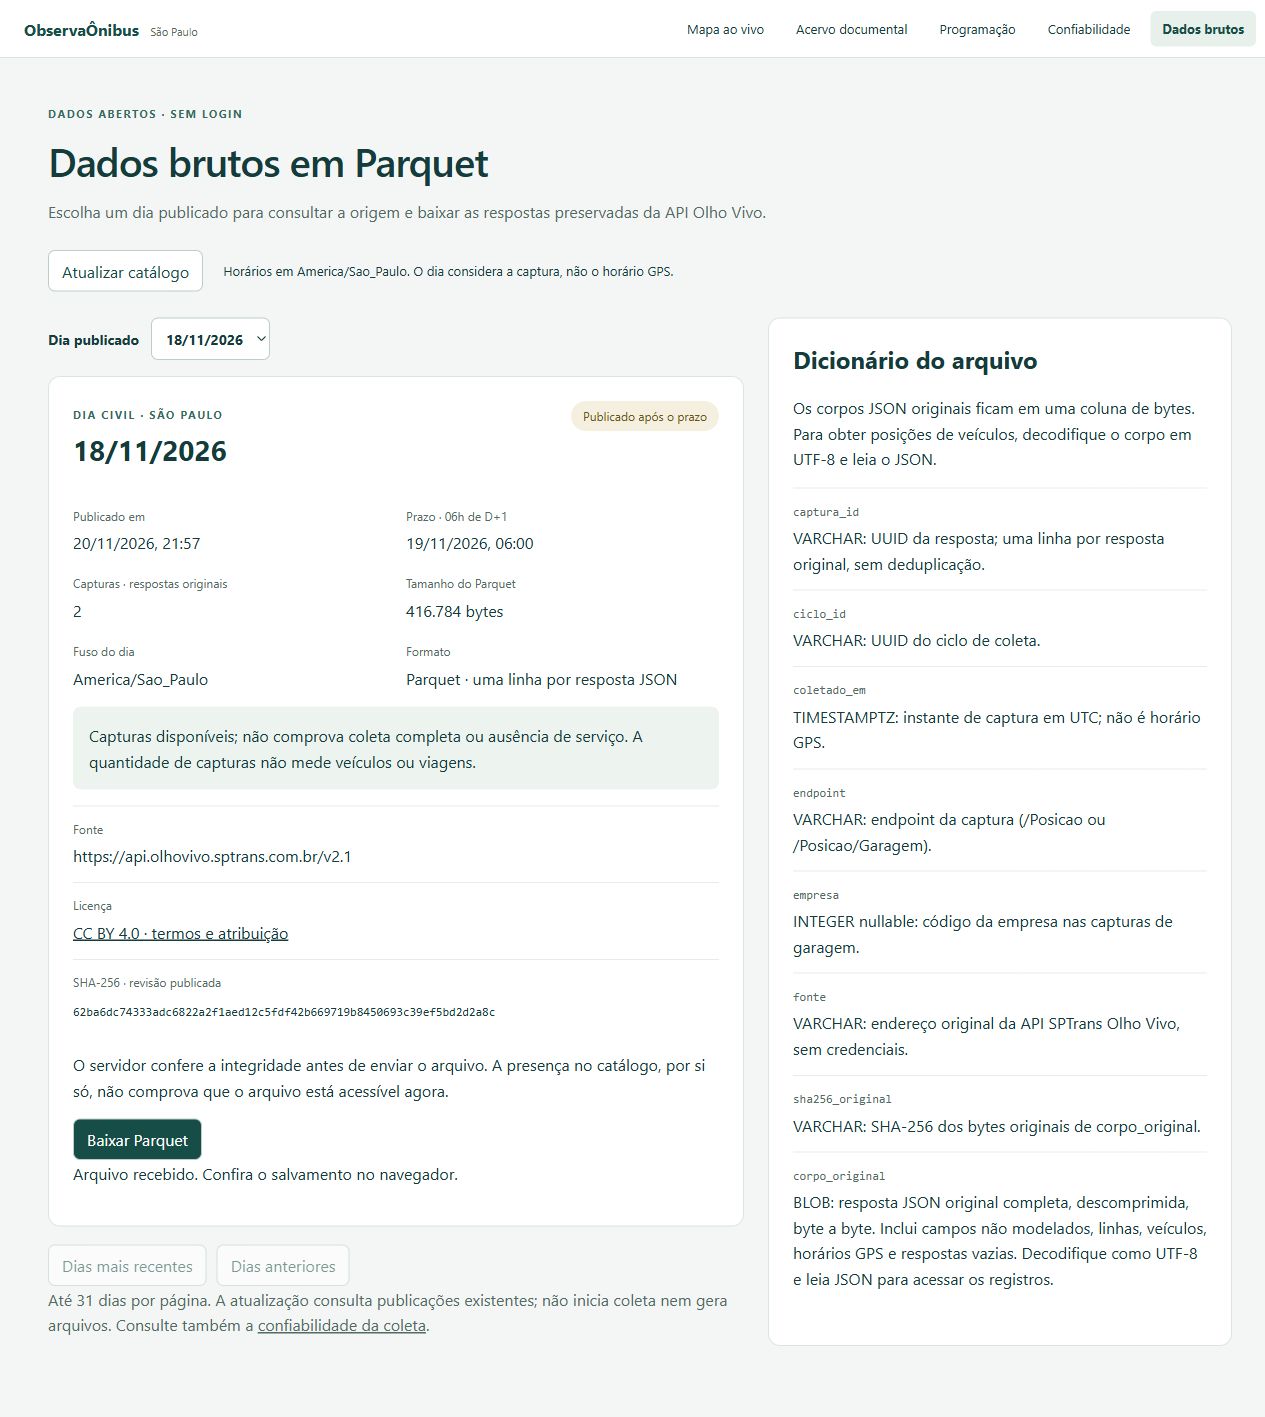 ObservaÔnibus São Paulo
Mapa ao vivo
Acervo documental
Programação
Confiabilidade
Dados brutos
DADOS ABERTOS · SEM LOGIN
Dados brutos em Parquet
Escolha um dia publicado para consultar a origem e baixar as respostas preservadas da API Olho Vivo.
Atualizar catálogo
Horários em America/Sao_Paulo. O dia considera a captura, não o horário GPS.
Dia publicado
18/11/2026
DIA CIVIL · SÃO PAULO
Publicado após o prazo
18/11/2026
Publicado em
20/11/2026, 21:57
Prazo · 06h de D+1
19/11/2026, 06:00
Capturas · respostas originais
2
Tamanho do Parquet
416.784 bytes
Fuso do dia
America/Sao_Paulo
Formato
Parquet · uma linha por resposta JSON
Capturas disponíveis; não comprova coleta completa ou ausência de serviço. A
quantidade de capturas não mede veículos ou viagens.
Fonte
https://api.olhovivo.sptrans.com.br/v2.1
Licença
CC BY 4.0 · termos e atribuição
SHA-256 · revisão publicada
62ba6dc74333adc6822a2f1aed12c5fdf42b669719b8450693c39ef5bd2d2a8c
O servidor confere a integridade antes de enviar o arquivo. A presença no catálogo, por si
só, não comprova que o arquivo está acessível agora.
Baixar Parquet
Arquivo recebido. Confira o salvamento no navegador.
Dias mais recentes
Dias anteriores
Até 31 dias por página. A atualização consulta publicações existentes; não inicia coleta nem gera
arquivos. Consulte também a confiabilidade da coleta.
Dicionário do arquivo
Os corpos JSON originais ficam em uma coluna de bytes.
Para obter posições de veículos, decodifique o corpo em
UTF-8 e leia o JSON.
captura_id
VARCHAR: UUID da resposta; uma linha por resposta
original, sem deduplicação.
ciclo_id
VARCHAR: UUID do ciclo de coleta.
coletado_em
TIMESTAMPTZ: instante de captura em UTC; não é horário
GPS.
endpoint
VARCHAR: endpoint da captura (/Posicao ou
/Posicao/Garagem).
empresa
INTEGER nullable: código da empresa nas capturas de
garagem.
fonte
VARCHAR: endereço original da API SPTrans Olho Vivo,
sem credenciais.
sha256_original
VARCHAR: SHA-256 dos bytes originais de corpo_original.
corpo_original
BLOB: resposta JSON original completa, descomprimida,
byte a byte. Inclui campos não modelados, linhas, veículos,
horários GPS e respostas vazias. Decodifique como UTF-8
e leia JSON para acessar os registros.